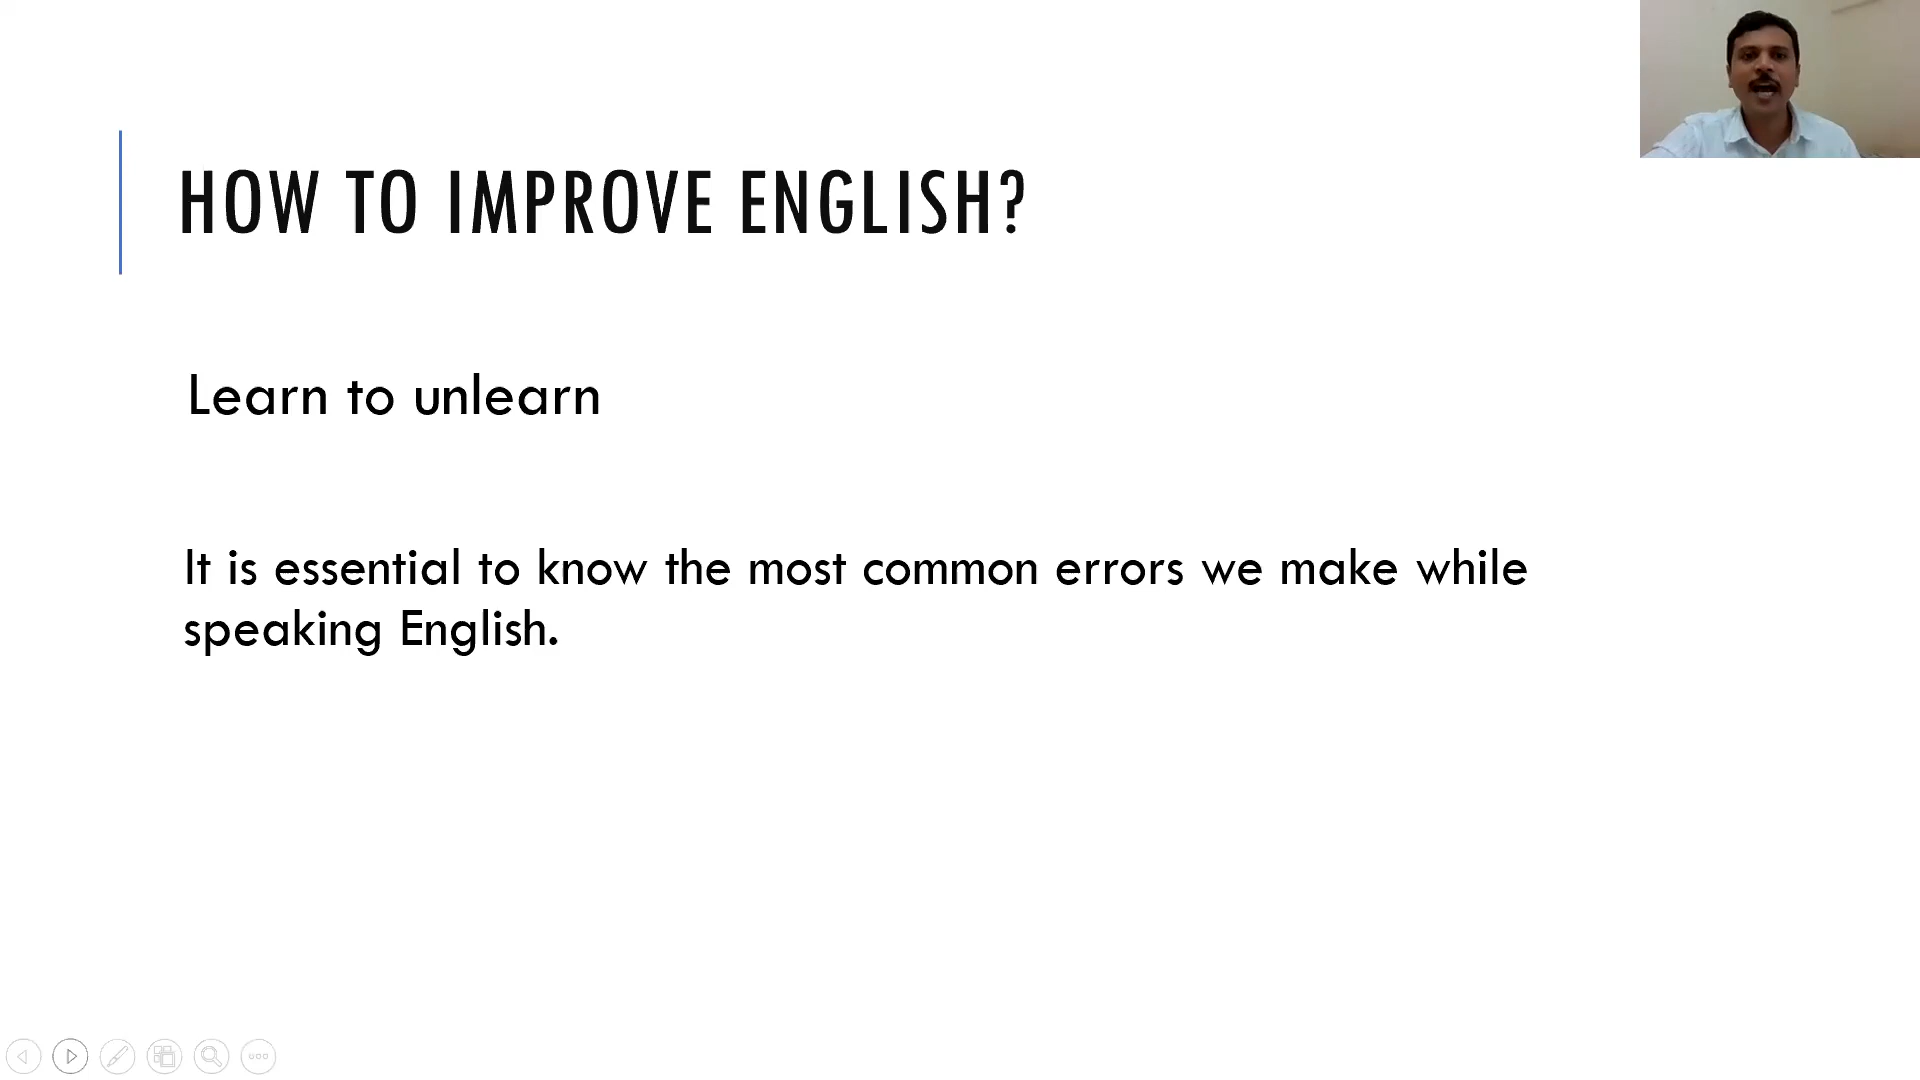 HOW TO IMPROVE ENGLISH?
Learn to unlearn
It is essential to know the most common errors we make while
speaking English.